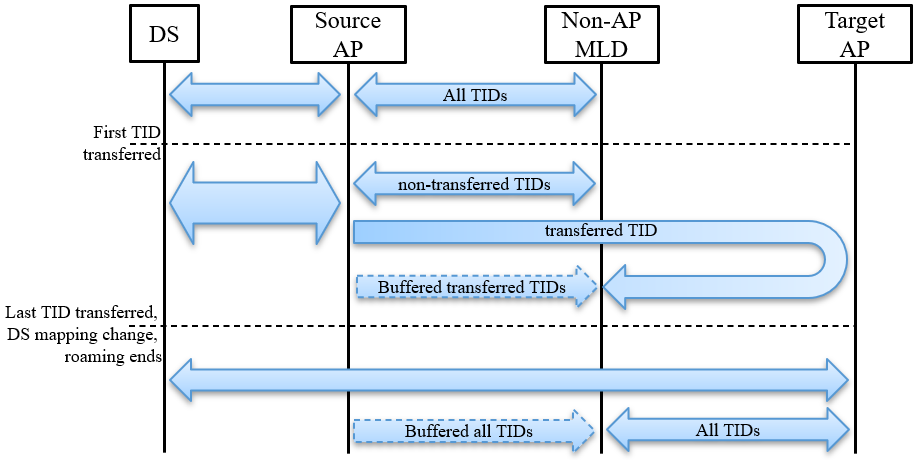 DS
Source
AP
Non-AP
MLD
Target
AP
All TIDs
First TID
transferred
non-transferred TIDs
transferred TID
Buffered transferred TIDs
Last TID transferred,
DS mapping change,
roaming ends
Buffered all TIDs
All TIDs